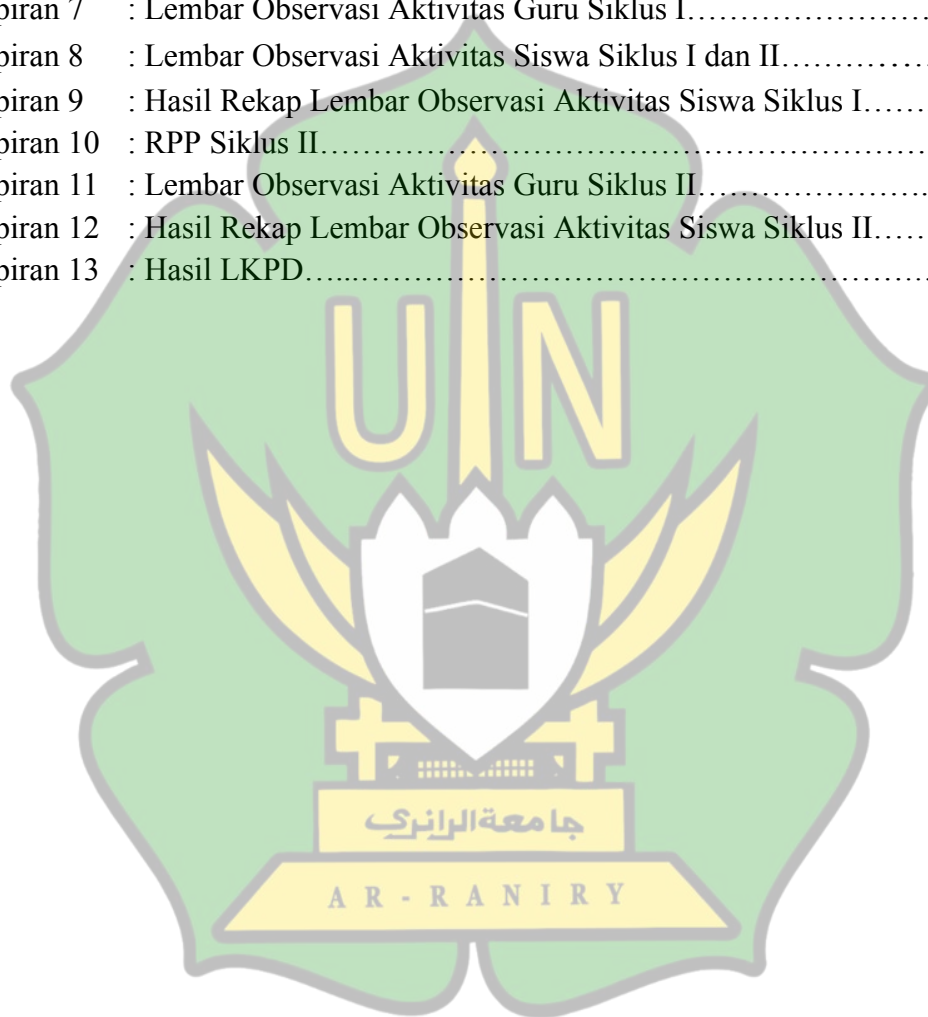 piran 7 : Lembar Observasi Aktivitas Guru Siklus I……………………
piran 8 : Lembar Observasi Aktivitas Siswa Siklus I dan II……………
piran 9 : Hasil Rekap Lembar Observasi Aktivitas Siswa Siklus I……
piran 10 : RPP Siklus II………………………………………………………
piran 11 : Lembar Observasi Aktivitas Guru Siklus II…………………
piran 12 : Hasil Rekap Lembar Observasi Aktivitas Siswa Siklus II……
piran 13 : Hasil LKPD…...…………………………………………………
UIN
جامعةالرانري
AR-RANIRY